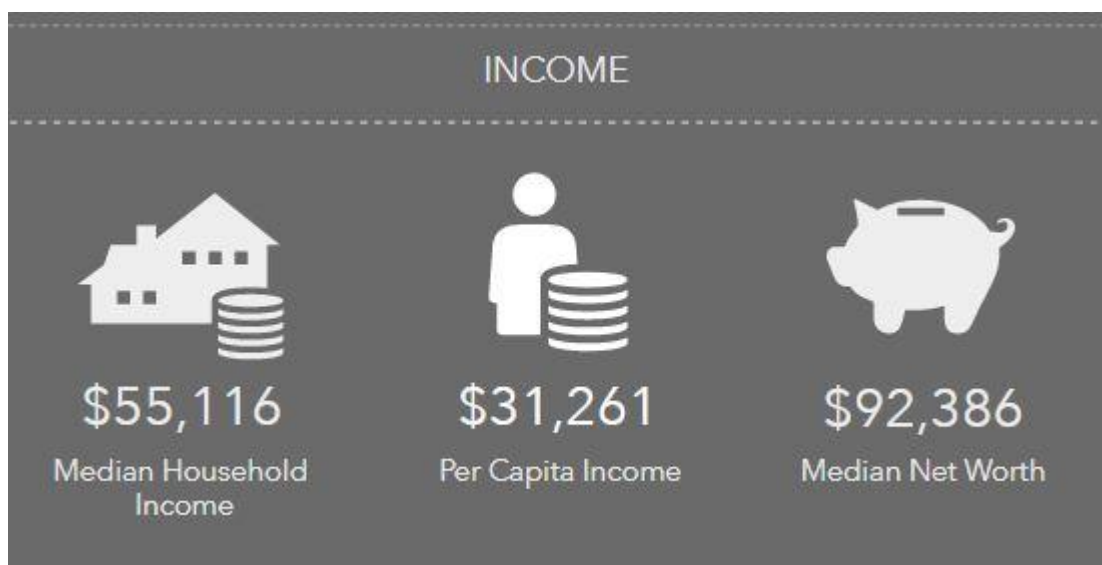 INCOME
$55,116
Median Household
Income
$31,261
Per Capita Income
$92,386
Median Net Worth